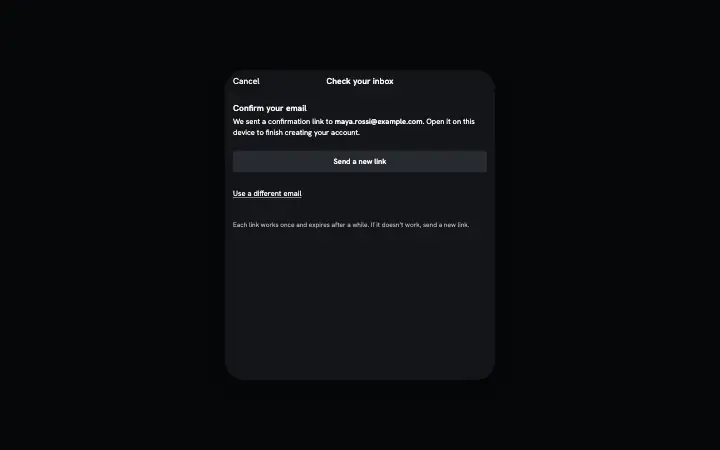 Cancel
Check your inbox
Confirm your email
We sent a confirmation link to maya.rossi@example.com. Open it on this
device to finish creating your account.
Send a new link
Use a different email
Each link works once and expires after a while. If it doesn't work, send a new link.